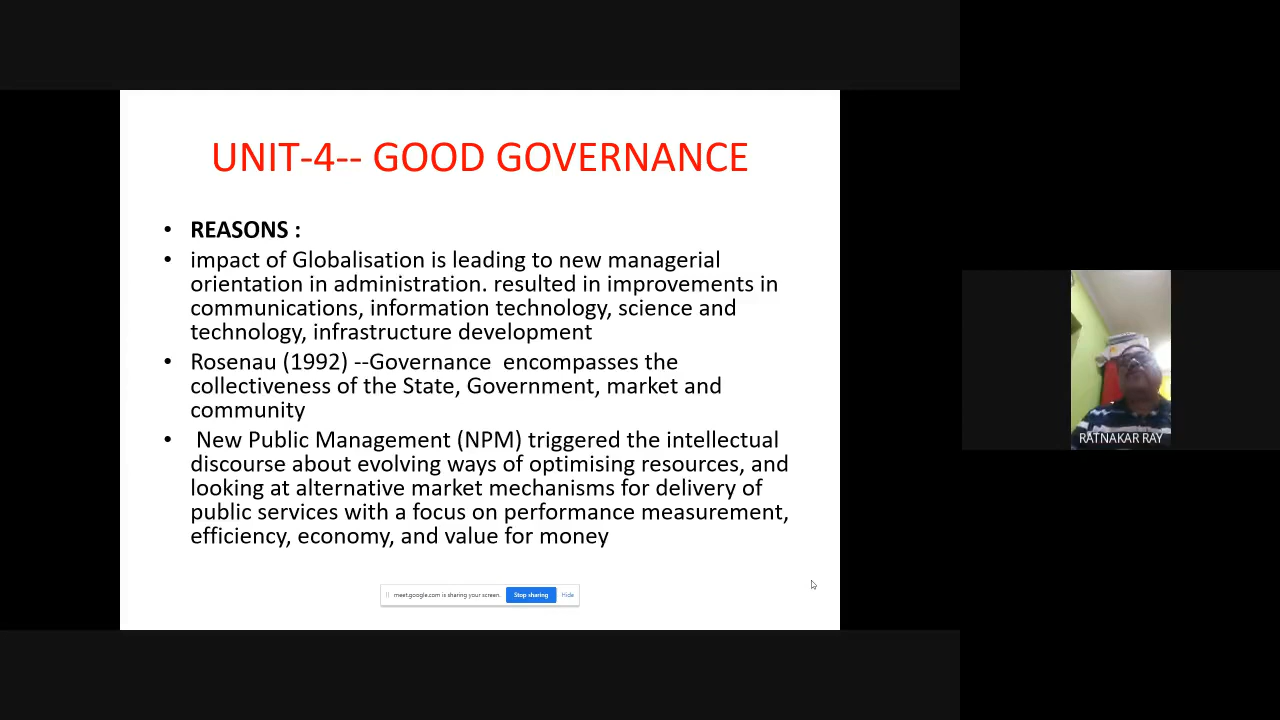 UNIT-4-- GOOD GOVERNANCE
• REASONS :
• impact of Globalisation is leading to new managerial
orientation in administration. resulted in improvements in
communications, information technology, science and
technology, infrastructure development
• Rosenau (1992) --Governance encompasses the
collectiveness of the State, Government, market and
community
• New Public Management (NPM) triggered the intellectual
discourse about evolving ways of optimising resources, and
looking at alternative market mechanisms for delivery of
public services with a focus on performance measurement,
efficiency, economy, and value for money
meet.google.com is sharing your screen. Stop sharing Hide
RATNAKAR RAY